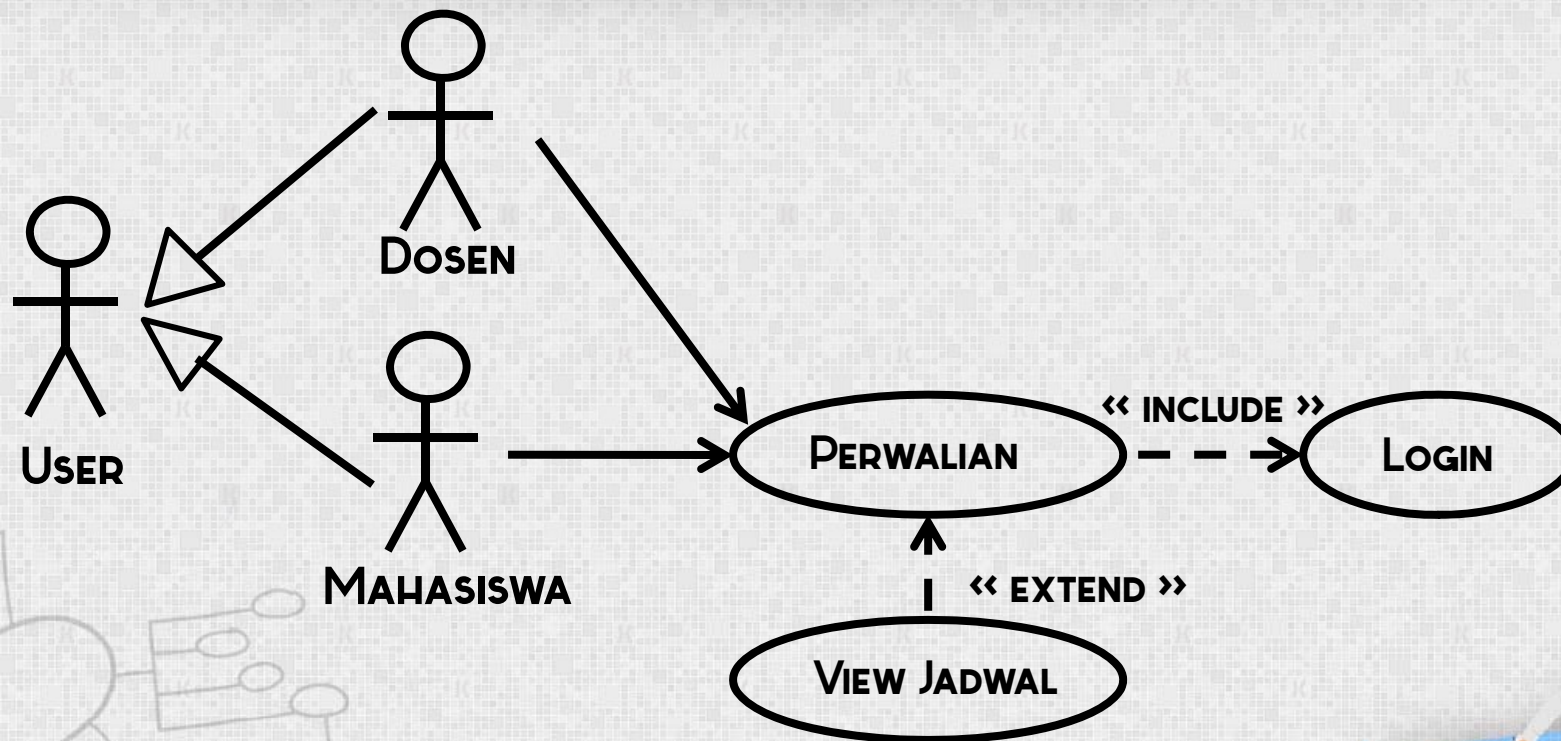 Dosen
User
Mahasiswa
Perwalian
<< include >>
Login
<< extend >>
View Jadwal